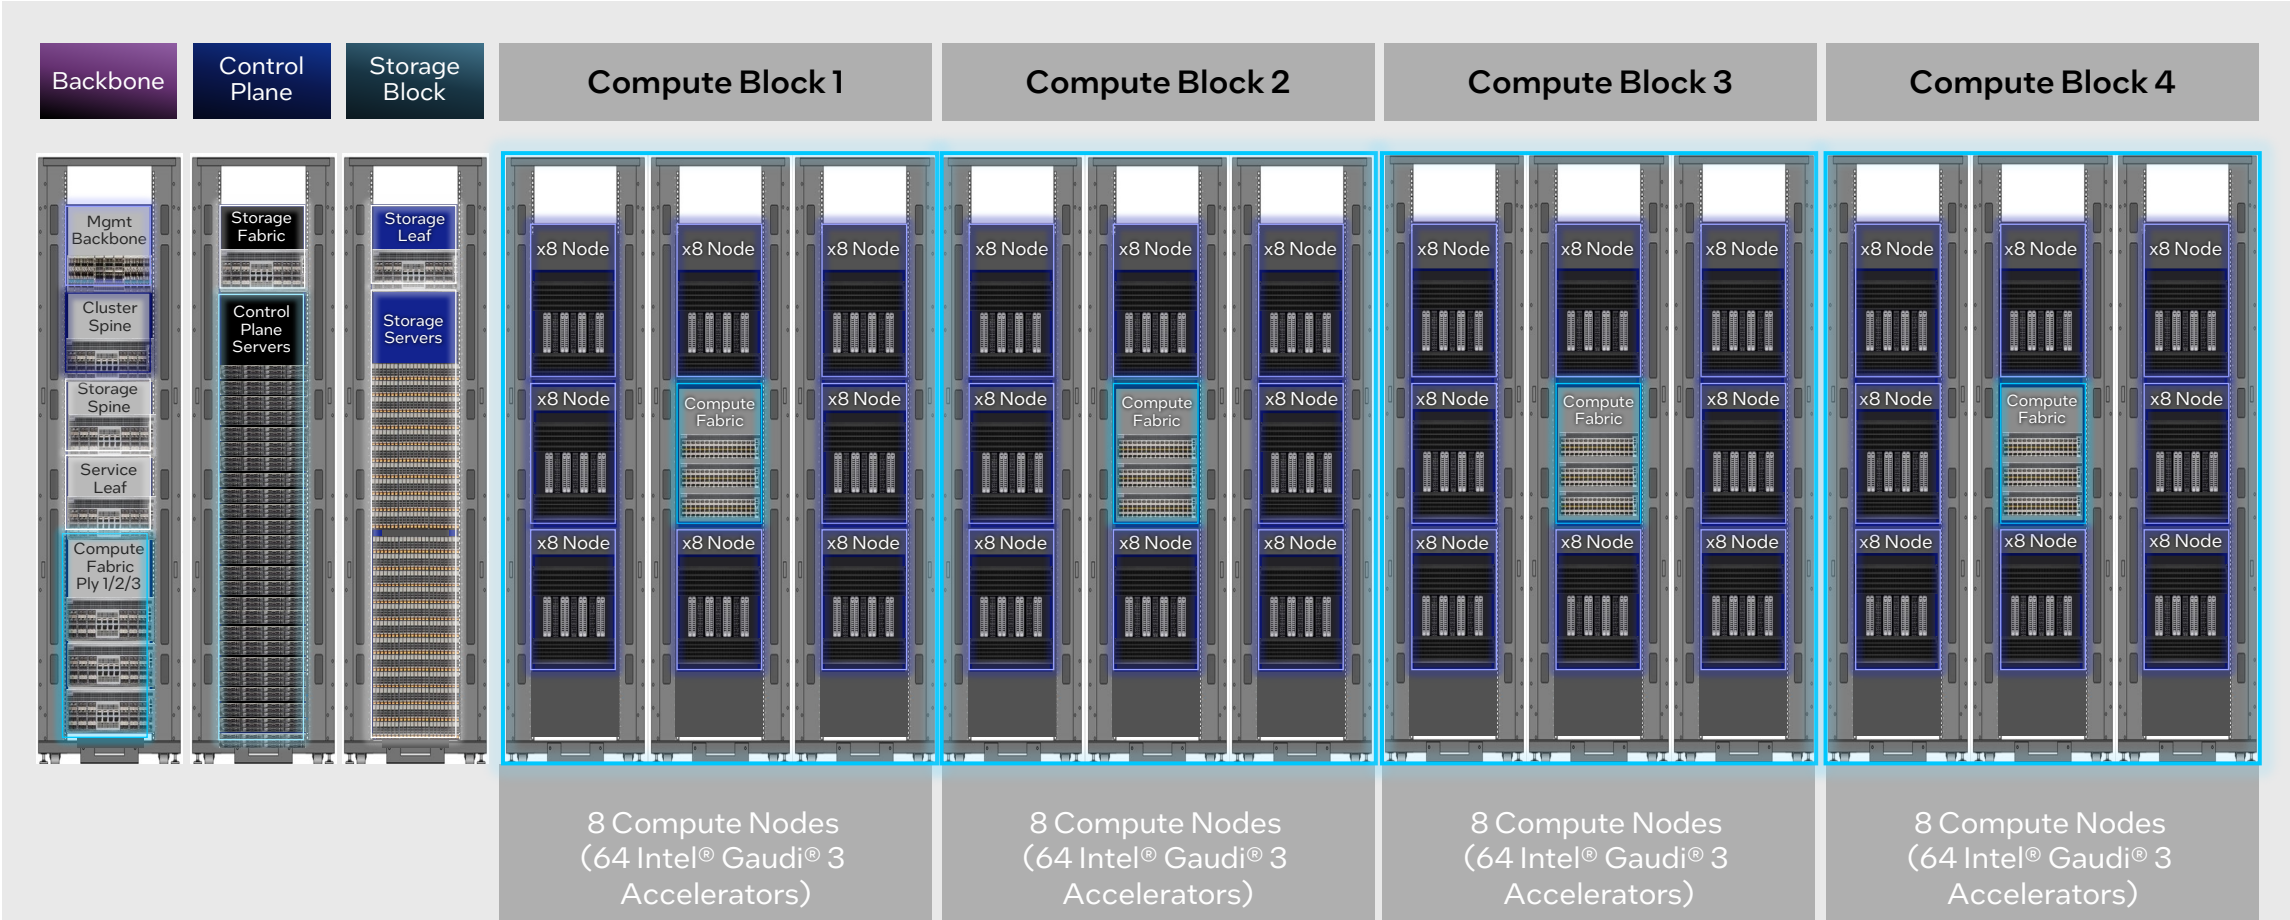 Backbone
Control
Plane
Storage
Block
Compute Block 1
Compute Block 2
Compute Block 3
Compute Block 4
Mgmt
Backbone
Cluster
Spine
Storage
Spine
Service
Leaf
Compute
Fabric
Ply 1/2/3
Storage
Fabric
Control
Plane
Servers
Storage
Leaf
Storage
Servers
x8 Node
x8 Node
x8 Node
x8 Node
Compute
Fabric
x8 Node
x8 Node
x8 Node
x8 Node
x8 Node
x8 Node
x8 Node
x8 Node
Compute
Fabric
x8 Node
x8 Node
x8 Node
x8 Node
x8 Node
x8 Node
x8 Node
x8 Node
Compute
Fabric
x8 Node
x8 Node
x8 Node
x8 Node
x8 Node
x8 Node
x8 Node
x8 Node
Compute
Fabric
x8 Node
x8 Node
x8 Node
x8 Node
8 Compute Nodes
(64 Intel® Gaudi® 3
Accelerators)
8 Compute Nodes
(64 Intel® Gaudi® 3
Accelerators)
8 Compute Nodes
(64 Intel® Gaudi® 3
Accelerators)
8 Compute Nodes
(64 Intel® Gaudi® 3
Accelerators)